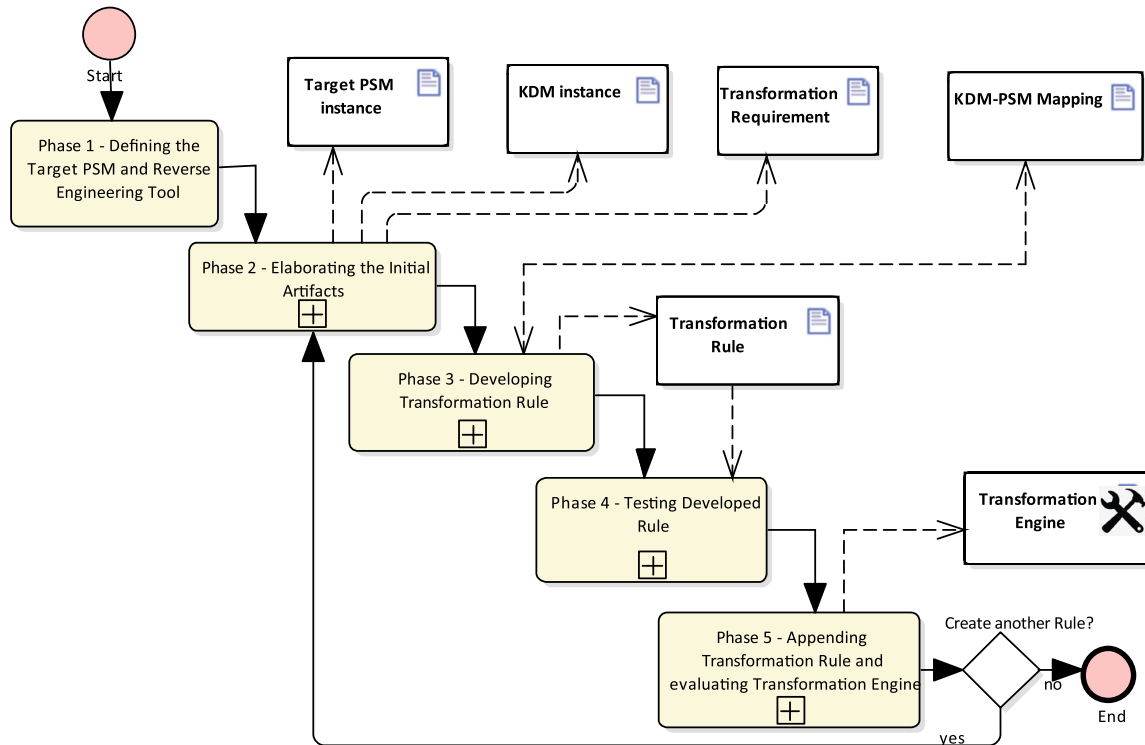 Start
Phase 1 - Defining the
Target PSM and Reverse
Engineering Tool
Target PSM
instance
KDM instance
Transformation
Requirement
KDM-PSM Mapping
Phase 2 - Elaborating the Initial
Artifacts
Transformation
Rule
Phase 3 - Developing
Transformation Rule
Phase 4 - Testing Developed
Rule
Transformation
Engine
Phase 5 - Appending
Transformation Rule and
evaluating Transformation Engine
Create another Rule?
no
End
yes